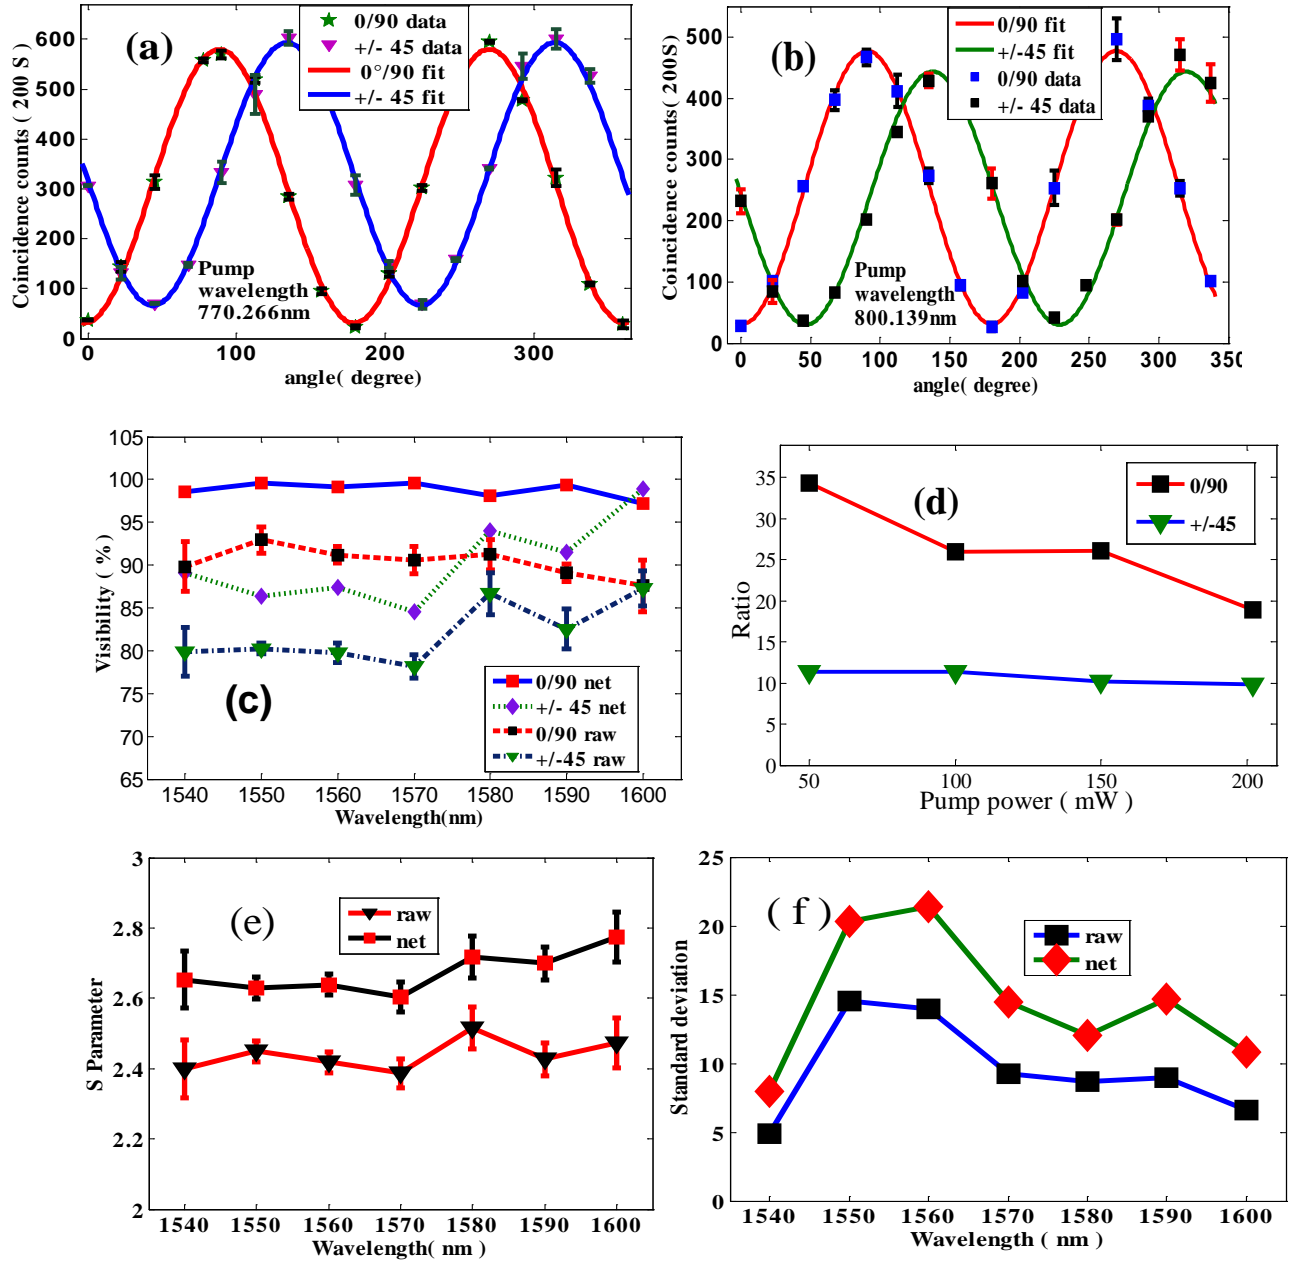 (a)
0/90 data
+/- 45 data
0°/90 fit
+/- 45 fit
600
500
400
300
200
100
0
Coincidence counts ( 200 S )
Pump
wavelength
770.266nm
0
100
200
300
angle( degree)
(b)
0/90 fit
+/-45 fit
0/90 data
+/- 45 data
500
400
300
200
100
0
Coincidence counts ( 200S )
Pump
wavelength
800.139nm
0
50
100
150
200
250
300
350
angle( degree)
105
100
95
90
85
80
75
70
65
Visibility ( %)
(c)
0/90 net
+/- 45 net
0/90 raw
+/-45 raw
1540
1550
1560
1570
1580
1590
1600
Wavelength(nm)
35
30
25
20
15
10
5
0
Ratio
(d)
0/90
+/-45
50
100
150
200
Pump power ( mW )
3
2.8
2.6
2.4
2.2
2
S Parameter
(e)
raw
net
1540
1550
1560
1570
1580
1590
1600
Wavelength( nm )
25
20
15
10
5
0
Standard deviation
( f )
raw
net
1540
1550
1560
1570
1580
1590
1600
Wavelength ( nm )